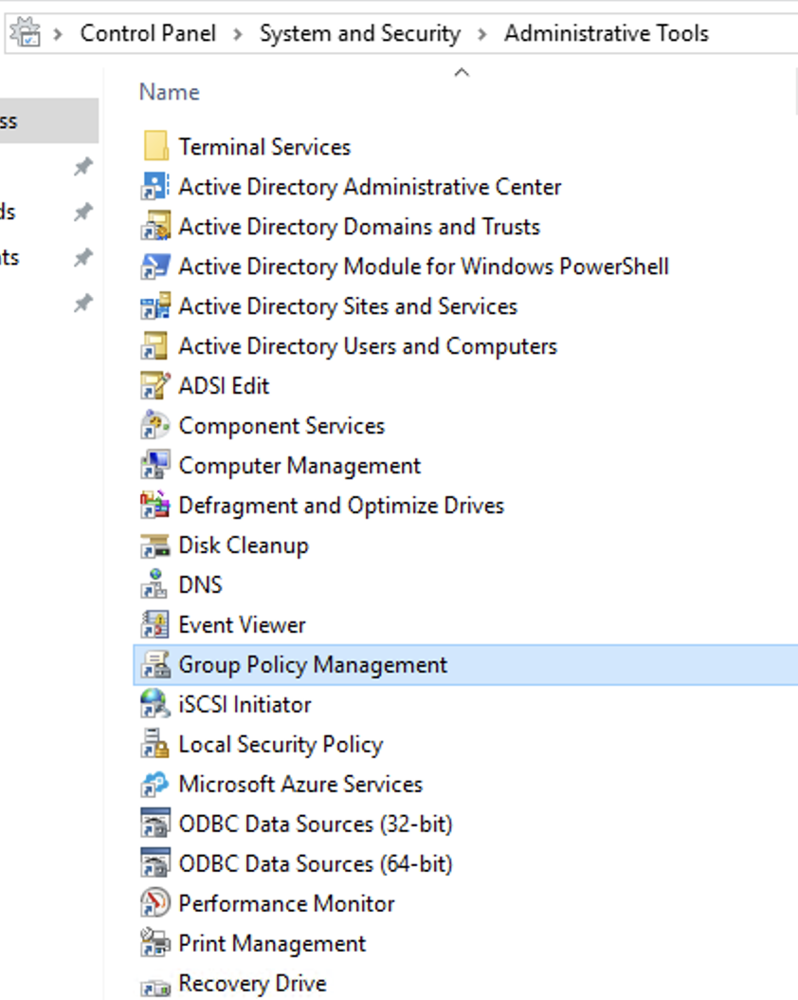 Control Panel > System and Security > Administrative Tools
Name
ss
ds
nts
Terminal Services
Active Directory Administrative Center
Active Directory Domains and Trusts
Active Directory Module for Windows PowerShell
Active Directory Sites and Services
Active Directory Users and Computers
ADSI Edit
Component Services
Computer Management
Defragment and Optimize Drives
Disk Cleanup
DNS
Event Viewer
Group Policy Management
iSCSI Initiator
Local Security Policy
Microsoft Azure Services
ODBC Data Sources (32-bit)
ODBC Data Sources (64-bit)
Performance Monitor
Print Management
Recovery Drive